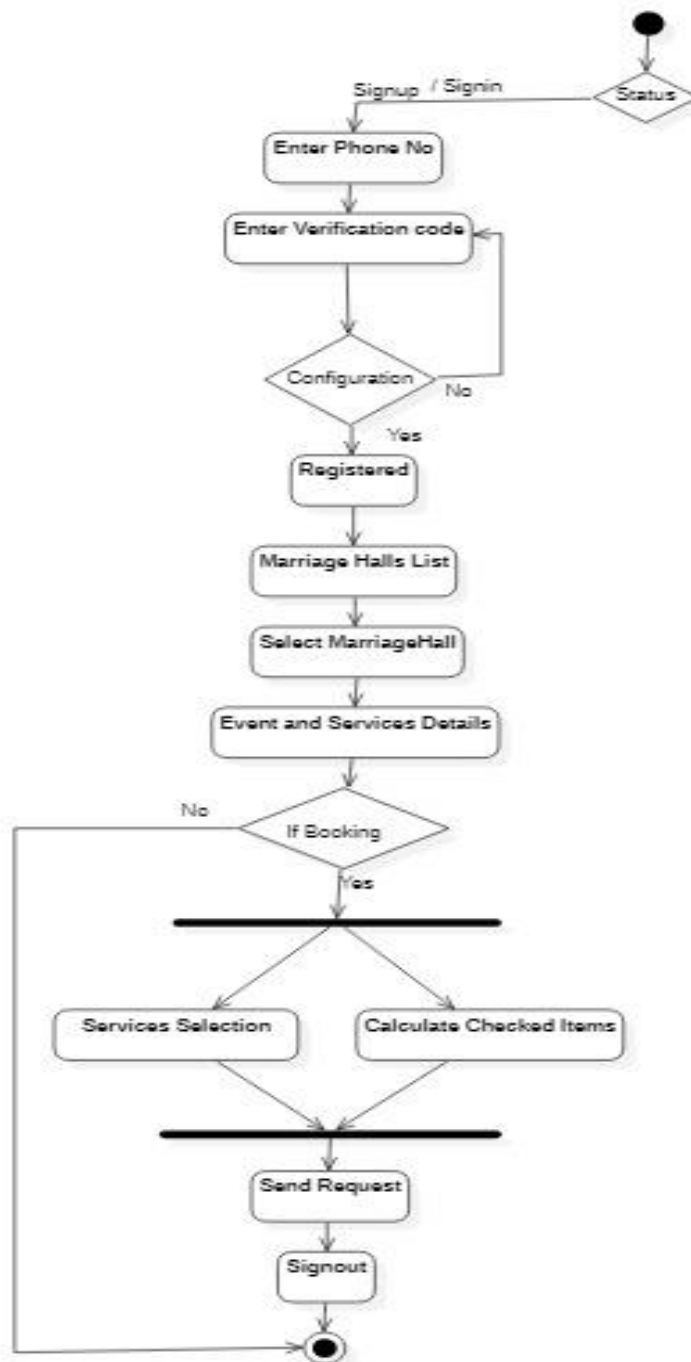 Status
Signup / Signin
Enter Phone No
Enter Verification code
Configuration
No
Yes
Registered
Marriage Halls List
Select MarriageHall
Event and Services Details
No
If Booking
Yes
Services Selection
Calculate Checked Items
Send Request
Signout